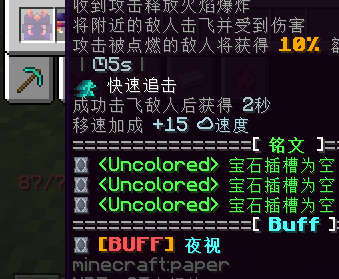 收到攻击释放火焰爆炸
将附近的敌人击飞并受到伤害
攻击被点燃的敌人将获得 10% 额
| 5s |
快速追击
成功击飞敌人后获得 2秒
移速加成 +15 速度
[ 铭文 ]
<Uncolored> 宝石插槽为空
<Uncolored> 宝石插槽为空
<Uncolored> 宝石插槽为空
[ Buff ]
[BUFF] 夜视
minecraft:paper